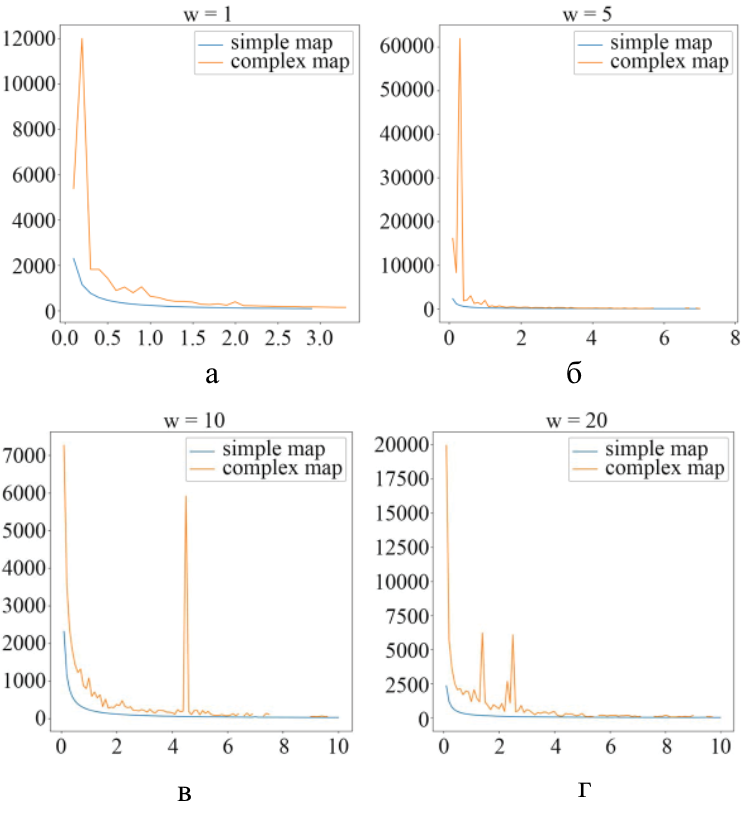 w = 1
12000
10000
8000
6000
4000
2000
0
0.0 0.5 1.0 1.5 2.0 2.5 3.0
simple map
complex map
а
w = 5
60000
50000
40000
30000
20000
10000
0
0 2 4 6 8
simple map
complex map
б
w = 10
7000
6000
5000
4000
3000
2000
1000
0
0 2 4 6 8 10
simple map
complex map
в
w = 20
20000
17500
15000
12500
10000
7500
5000
2500
0
0 2 4 6 8 10
simple map
complex map
г